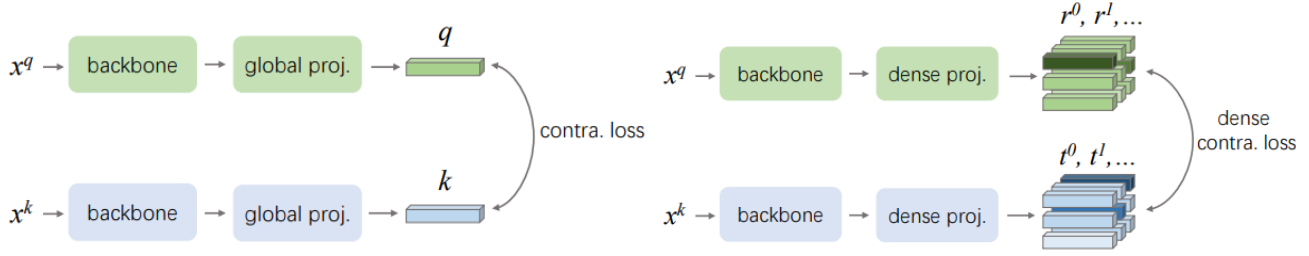 q
x^q
backbone
global proj.
contra. loss
k
x^k
backbone
global proj.
r^0, r^1,...
x^q
backbone
dense proj.
dense
contra. loss
t^0, t^1,...
x^k
backbone
dense proj.